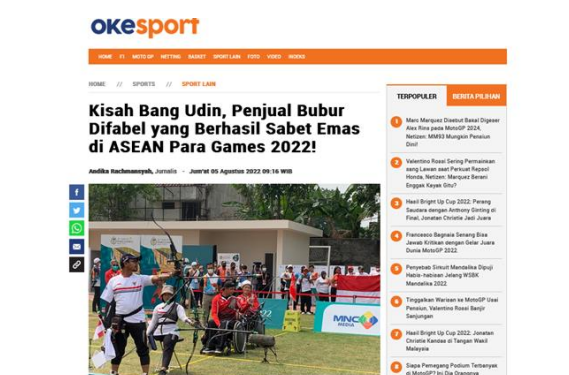 okesport
HOME F1 MOTO GP NETTING BASKET SPORT LAIN FOTO VIDEO INDEKS
HOME // SPORTS // SPORT LAIN
Kisah Bang Udin, Penjual Bubur
Difabel yang Berhasil Sabet Emas
di ASEAN Para Games 2022!
Andika Rachmansyah, Jurnalis - Jum'at 05 Agustus 2022 09:16 WIB
MNC
MEDIA
TERPOPULER BERITA PILIHAN
1 Marc Marquez Disebut Bakal Digeser
Alex Rins pada MotoGP 2024,
Netizen: MM93 Mungkin Pensiun
Dini!
2 Valentino Rossi Sering Permainkan
sang Lawan saat Perkuat Repsol
Honda, Netizen: Marquez Berani
Enggak Kayak Gitu?
3 Hasil Bright Up Cup 2022: Perang
Saudara dengan Anthony Ginting di
Final, Jonatan Christie Jadi Juara
4 Francesco Bagnaia Senang Bisa
Jawab Kritikan dengan Gelar Juara
Dunia MotoGP 2022
5 Penyebab Sirkuit Mandalika Dipuji
Habis-habisan Jelang WSBK
Mandalika 2022
6 Tinggalkan Warisan ke MotoGP Usai
Pensiun, Valentino Rossi Banjir
Sanjungan
7 Hasil Bright Up Cup 2022: Jonatan
Christie Kandas di Tangan Wakil
Malaysia
8 Siapa Pemegang Podium Terbanyak
di MotoGP? Ini Dia Orangnya